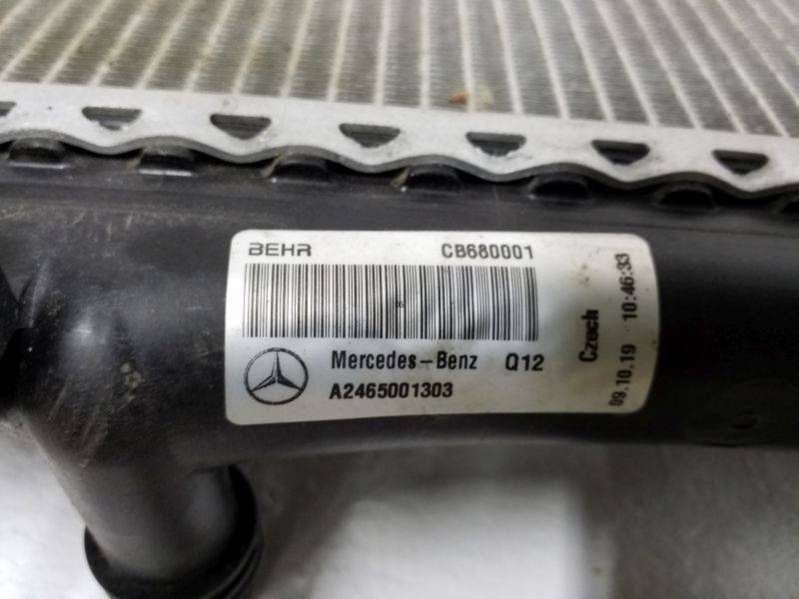 BEHR CB680001
Mercedes-Benz Q12
A2465001303
Czech
09.10.19 10:46:33